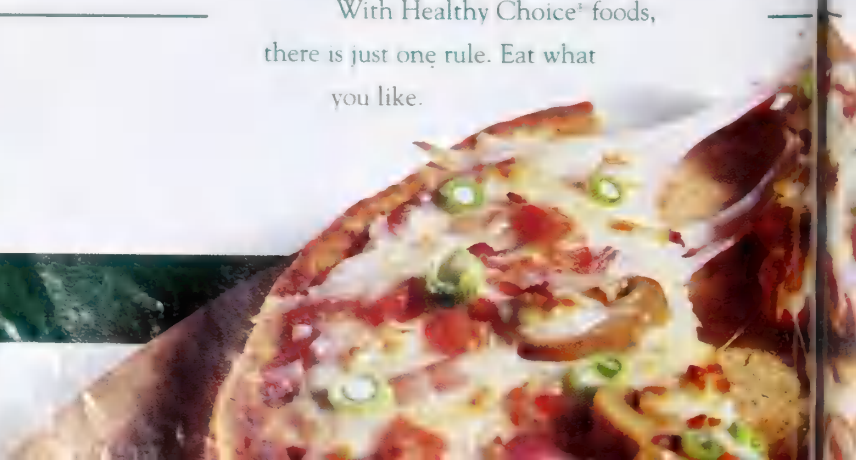 With Healthy Choice® foods,
there is just one rule. Eat what
you like.